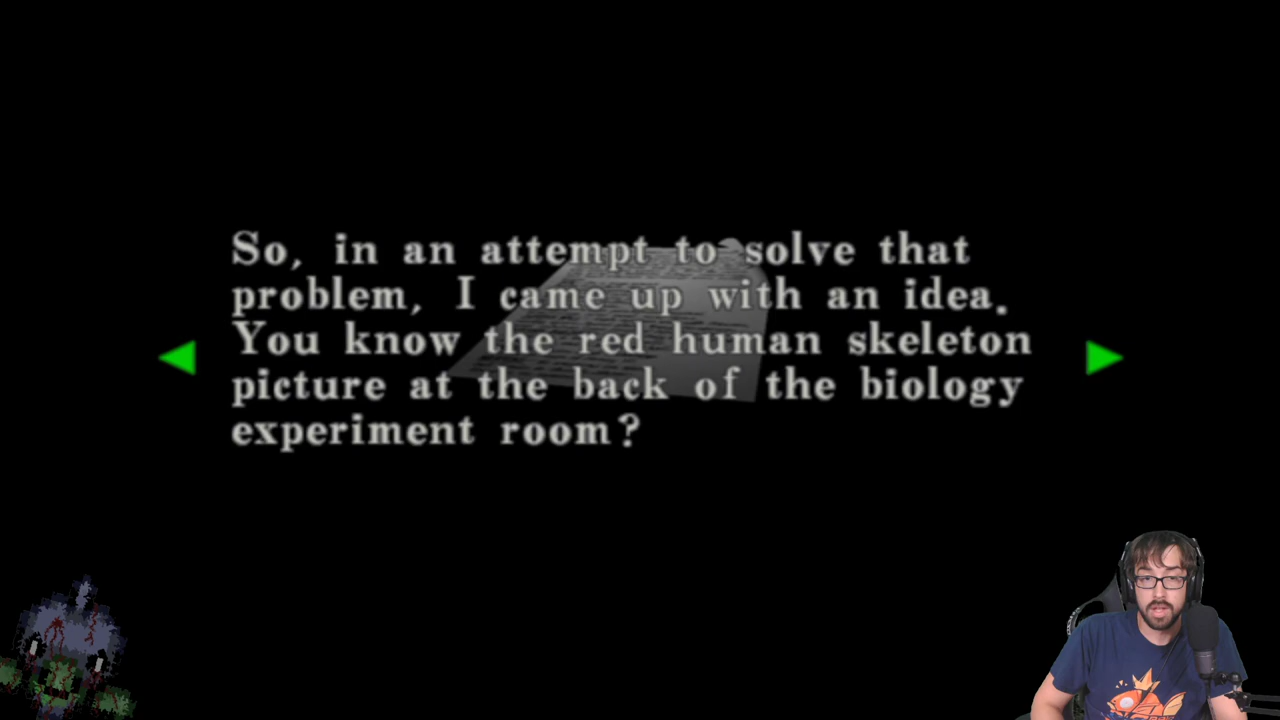 So, in an attempt to solve that
problem, I came up with an idea.
You know the red human skeleton
picture at the back of the biology
experiment room?